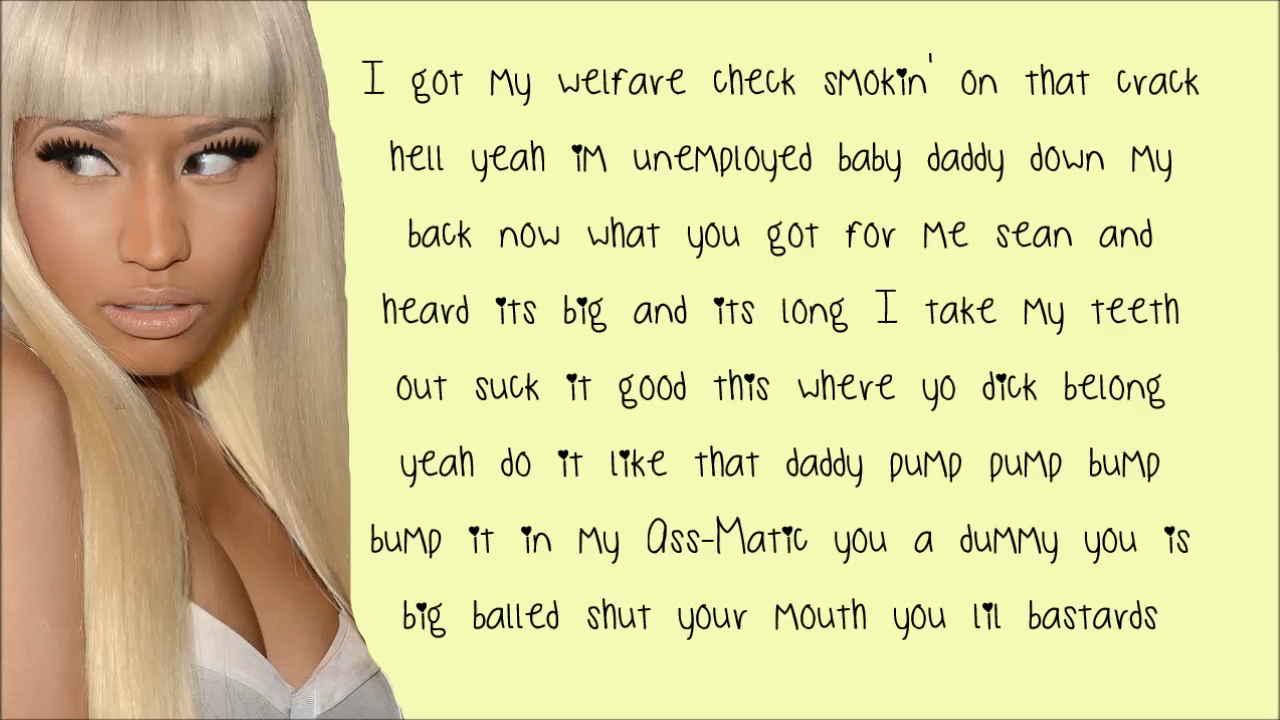 I got my welfare check smokin' on that crack
hell yeah im unemployed baby daddy down my
back now what you got for me sean and
heard its big and its long I take my teeth
out suck it good this where yo dick belong
yeah do it like that daddy pump pump bump
bump it in my Ass-Matic you a dummy you is
big balled shut your mouth you lil bastards